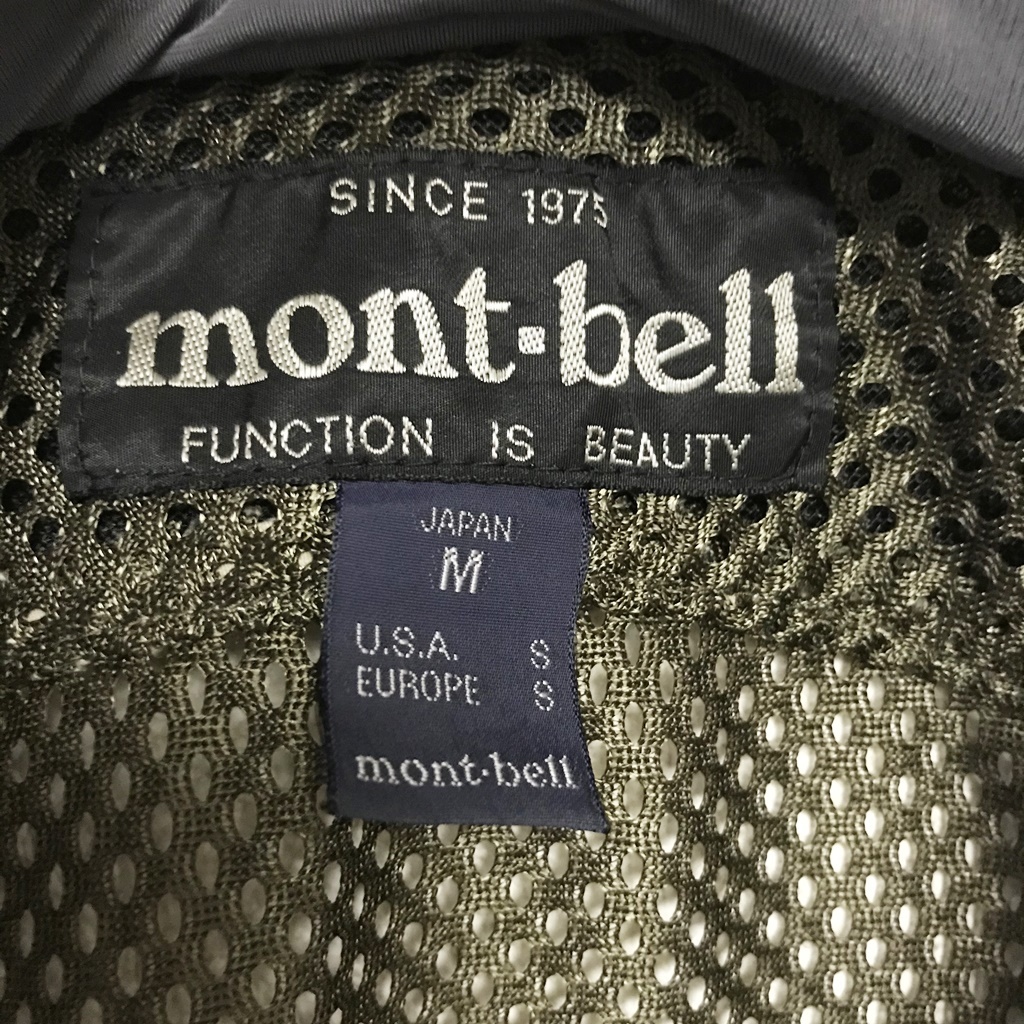 SINCE 1975
mont·bell
FUNCTION IS BEAUTY
JAPAN
M
U.S.A. S
EUROPE S
mont·bell